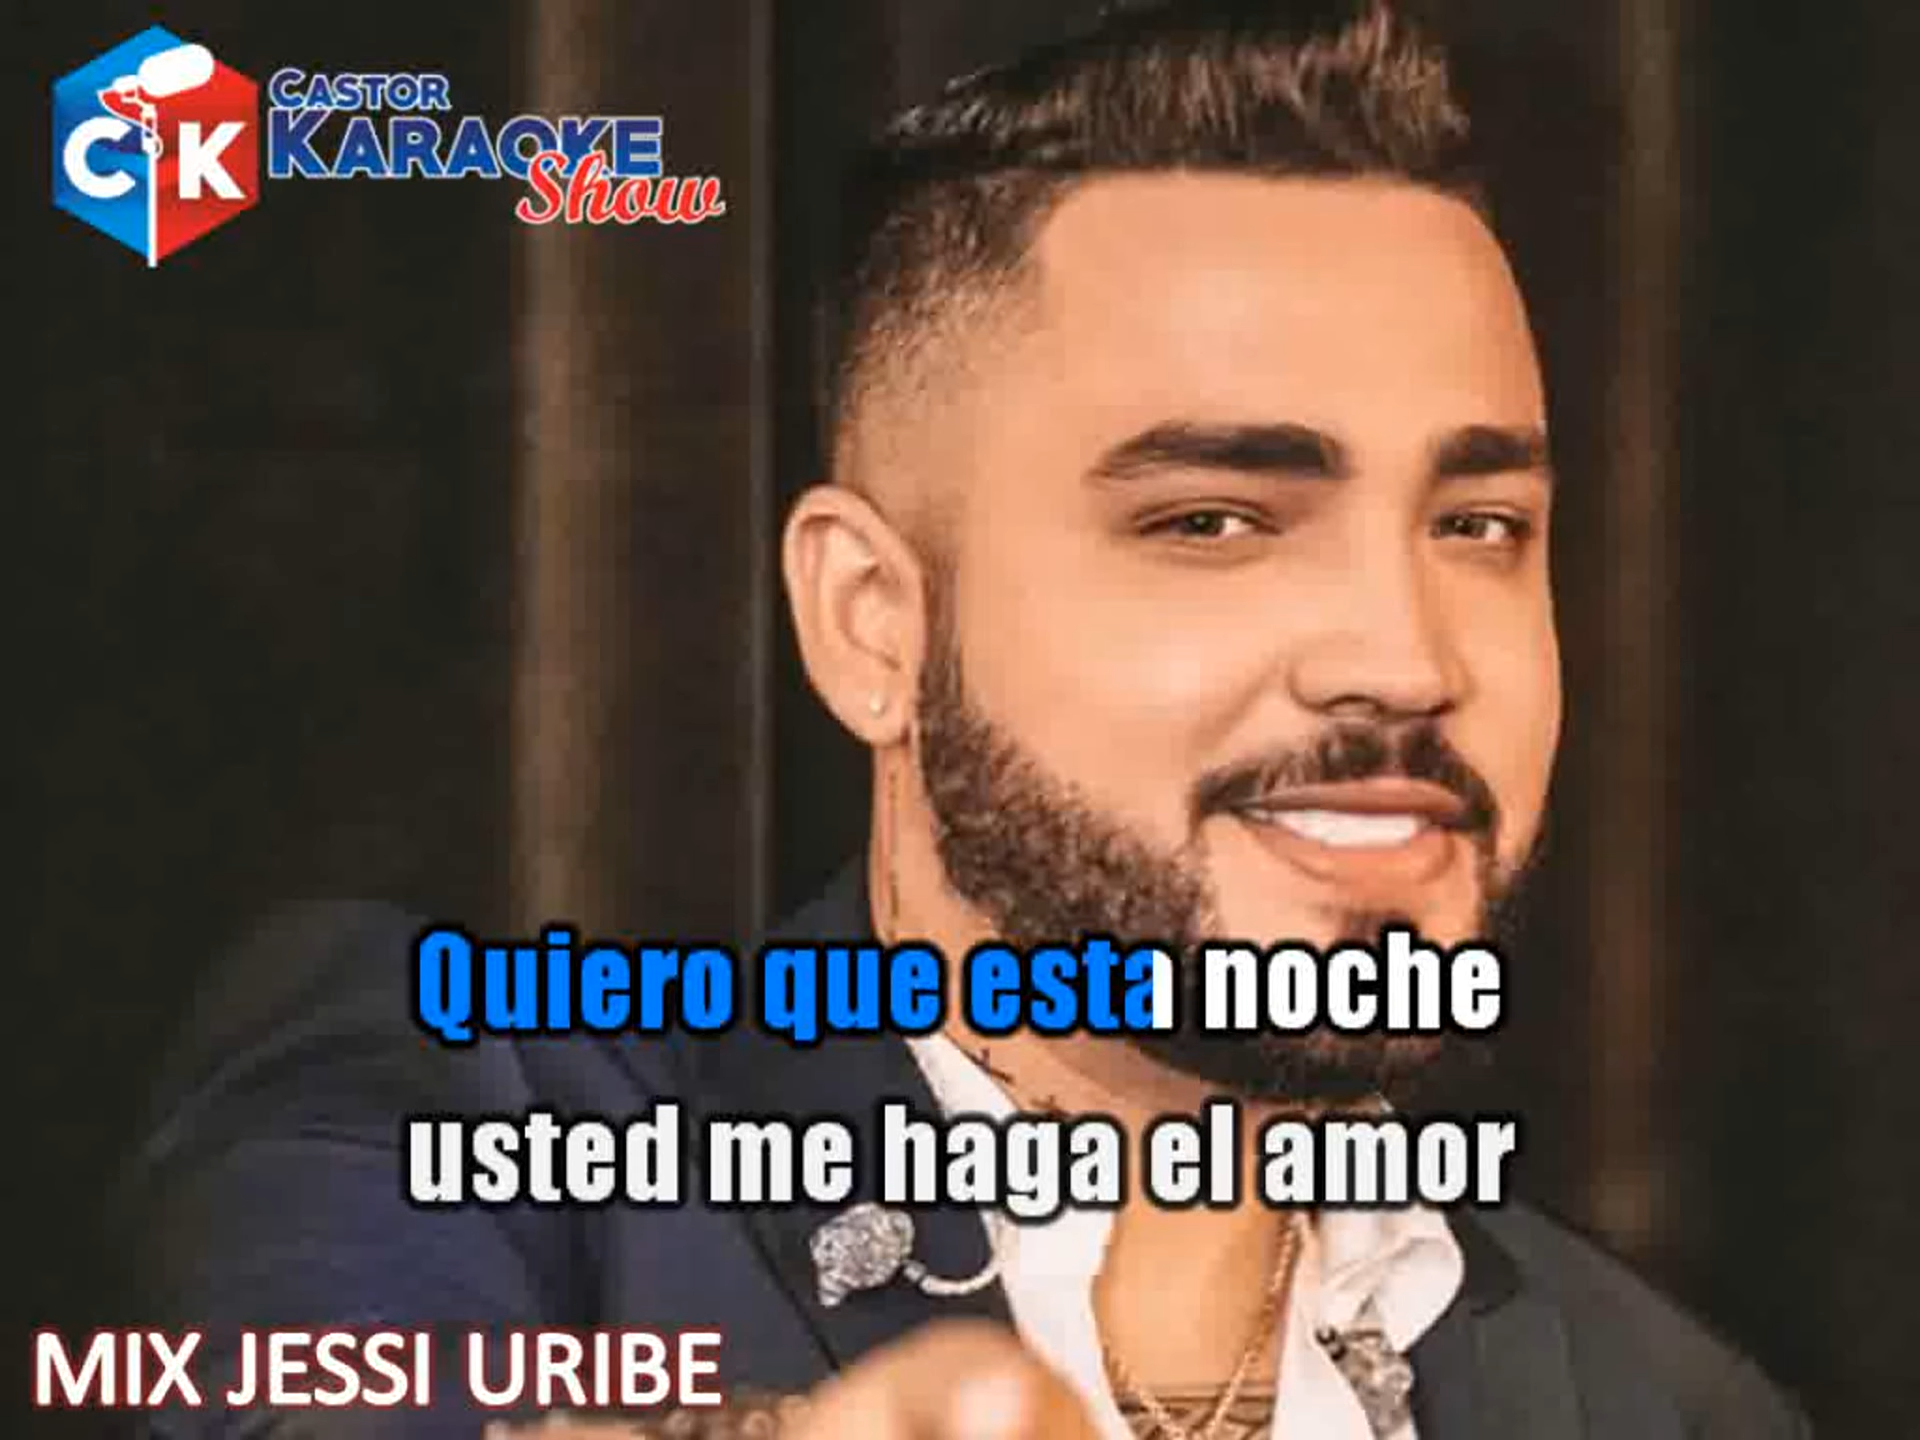 CK
CASTOR
KARAOKE
Show
Quiero que esta noche
usted me haga el amor
MIX JESSI URIBE